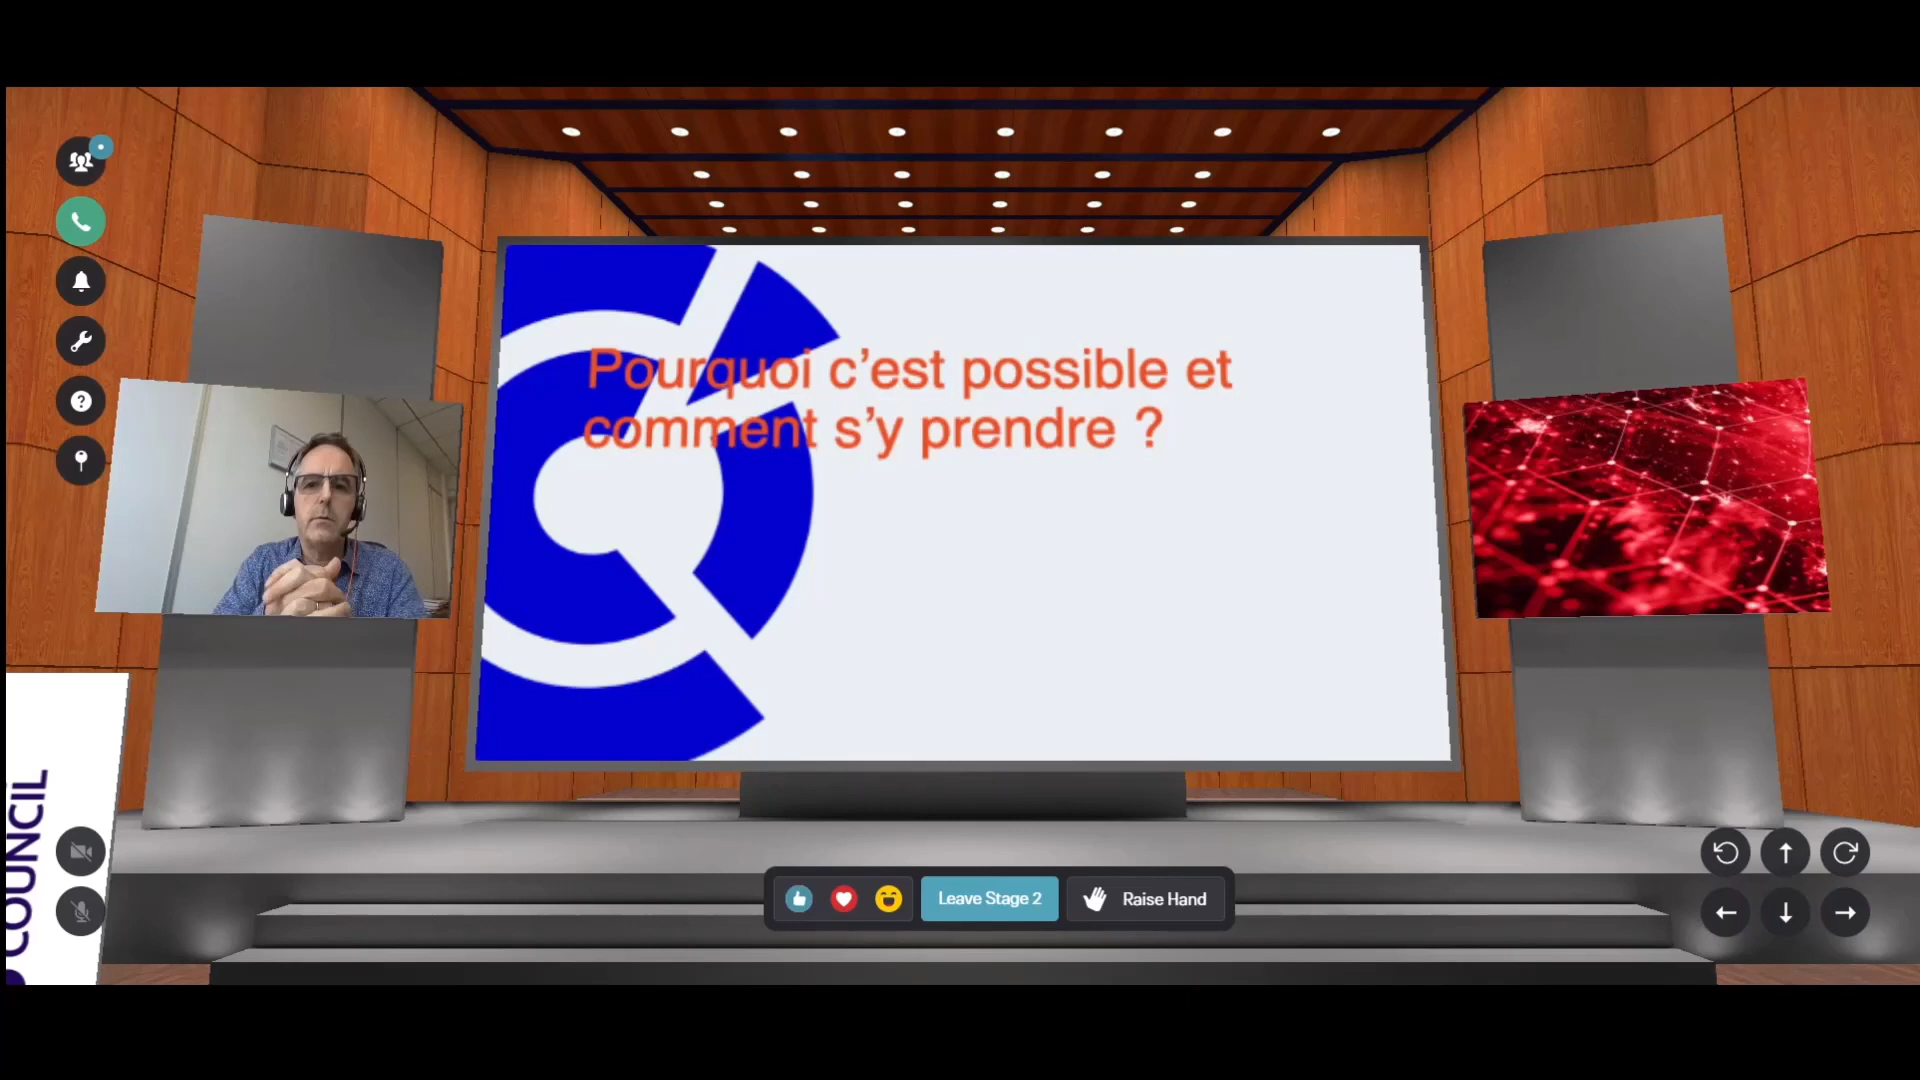 Pourquoi c’est possible et
comment s’y prendre ?
COUNCIL
Leave Stage 2
Raise Hand